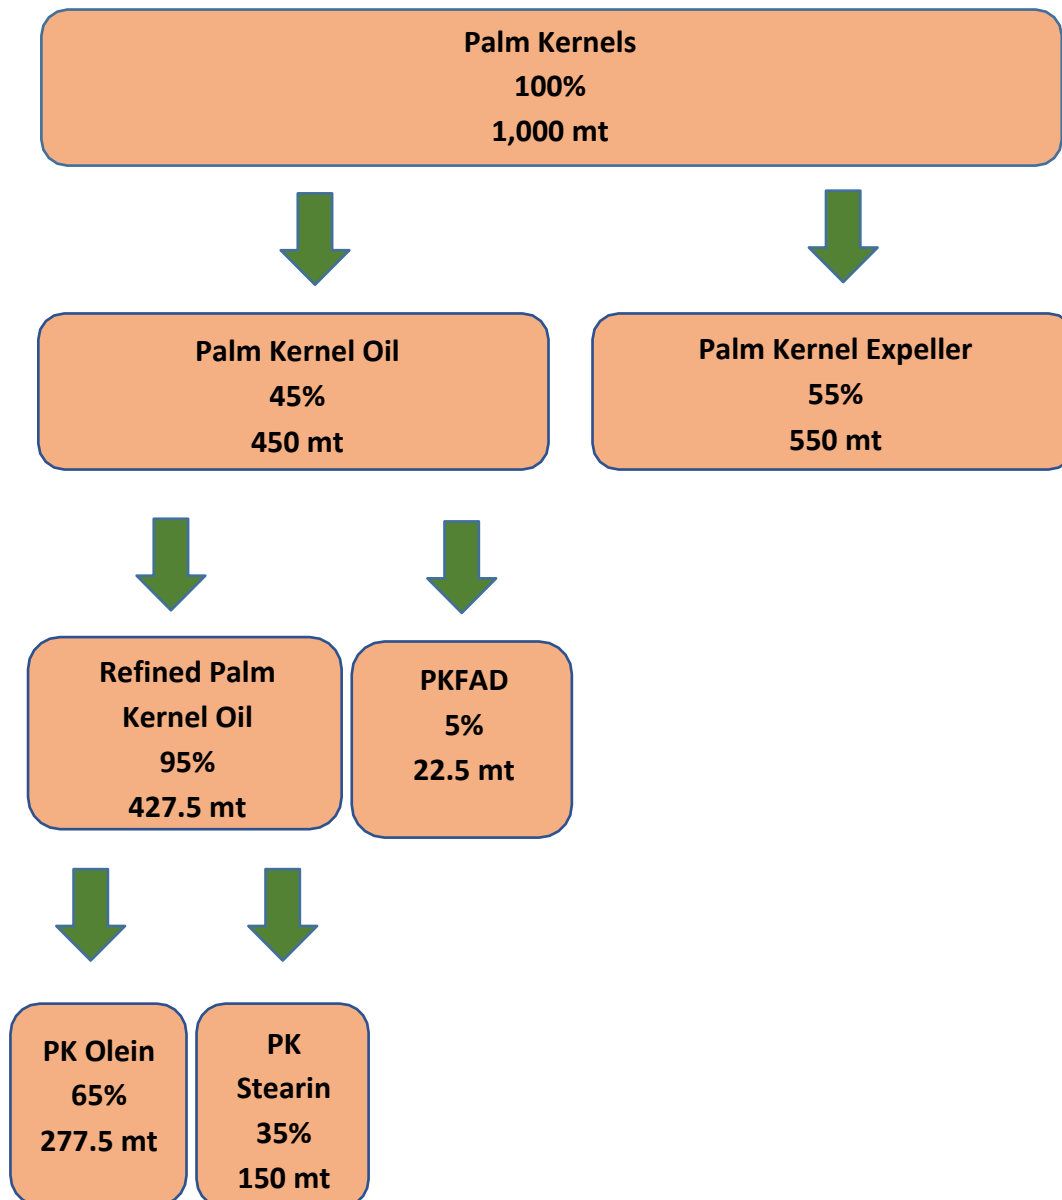 Palm Kernels
100%
1,000 mt
Palm Kernel Oil
45%
450 mt
Palm Kernel Expeller
55%
550 mt
Refined Palm
Kernel Oil
95%
427.5 mt
PKFAD
5%
22.5 mt
PK Olein
65%
277.5 mt
PK
Stearin
35%
150 mt